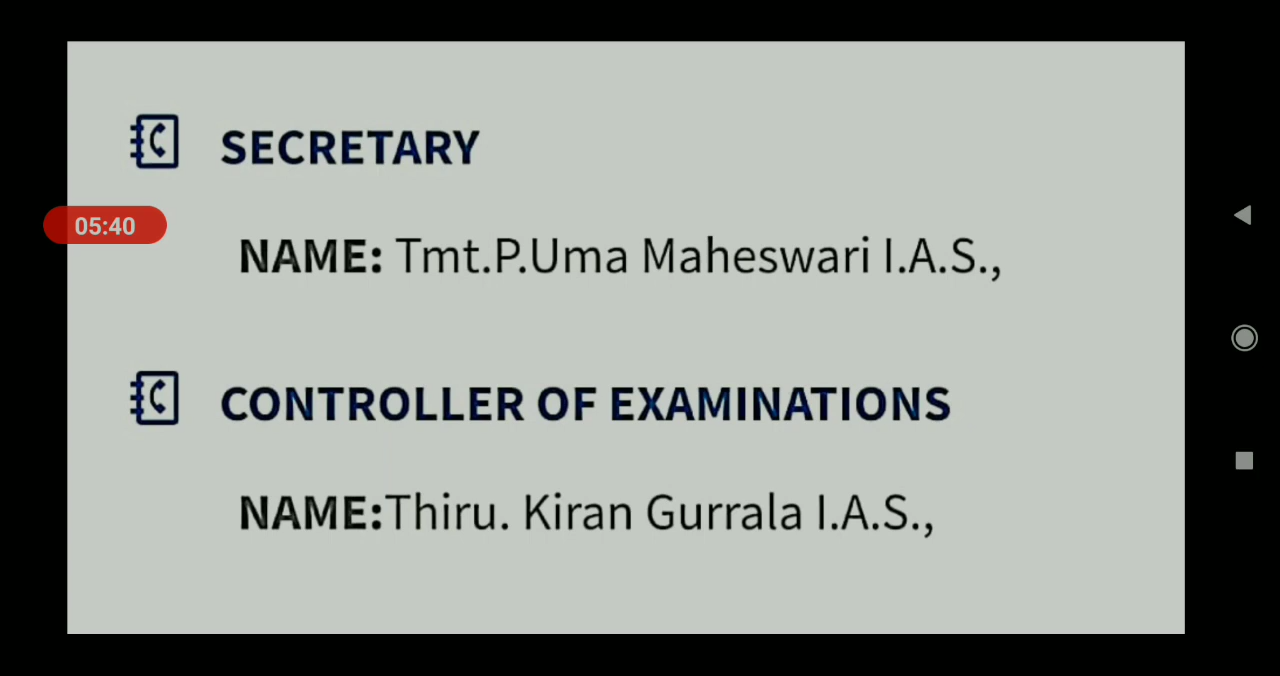 SECRETARY
05:40
NAME: Tmt.P.Uma Maheswari I.A.S.,
CONTROLLER OF EXAMINATIONS
NAME:Thiru. Kiran Gurrala I.A.S.,